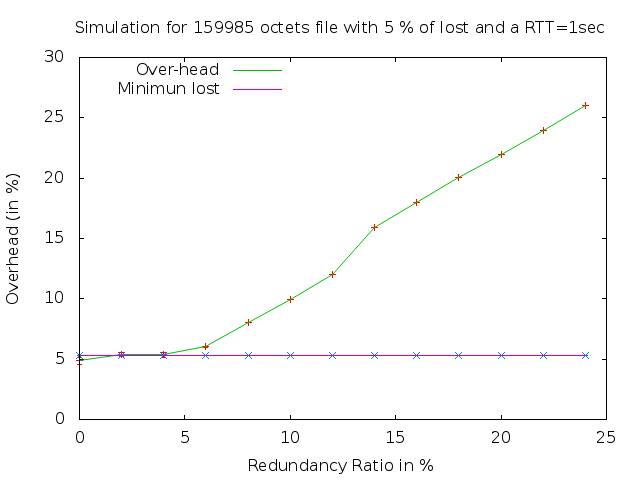 Simulation for 159985 octets file with 5 % of lost and a RTT=1sec
Over-head
Minimun lost
30
25
20
15
10
5
0
Overhead (in %)
0 5 10 15 20 25
Redundancy Ratio in %